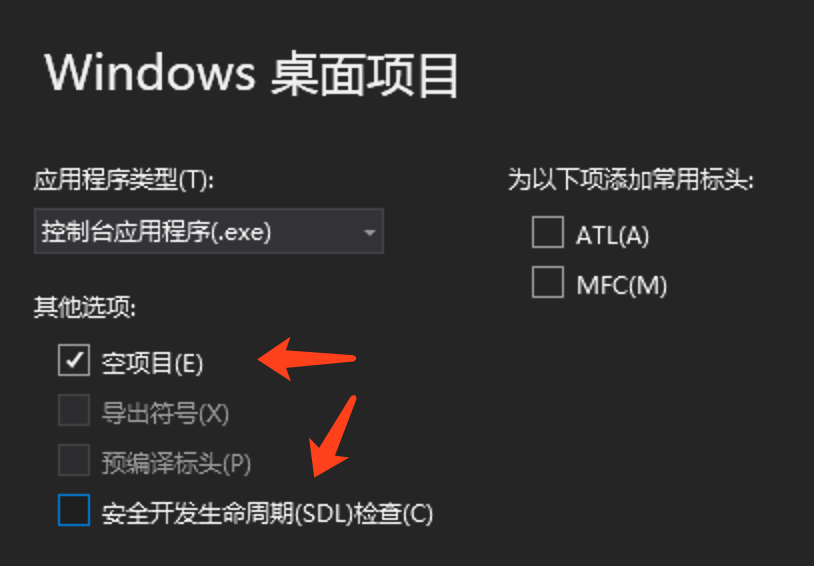 Windows 桌面项目
应用程序类型(T):
控制台应用程序(.exe)
其他选项:
空项目(E)
导出符号(X)
预编译标头(P)
安全开发生命周期(SDL)检查(C)
为以下项添加常用标头:
ATL(A)
MFC(M)